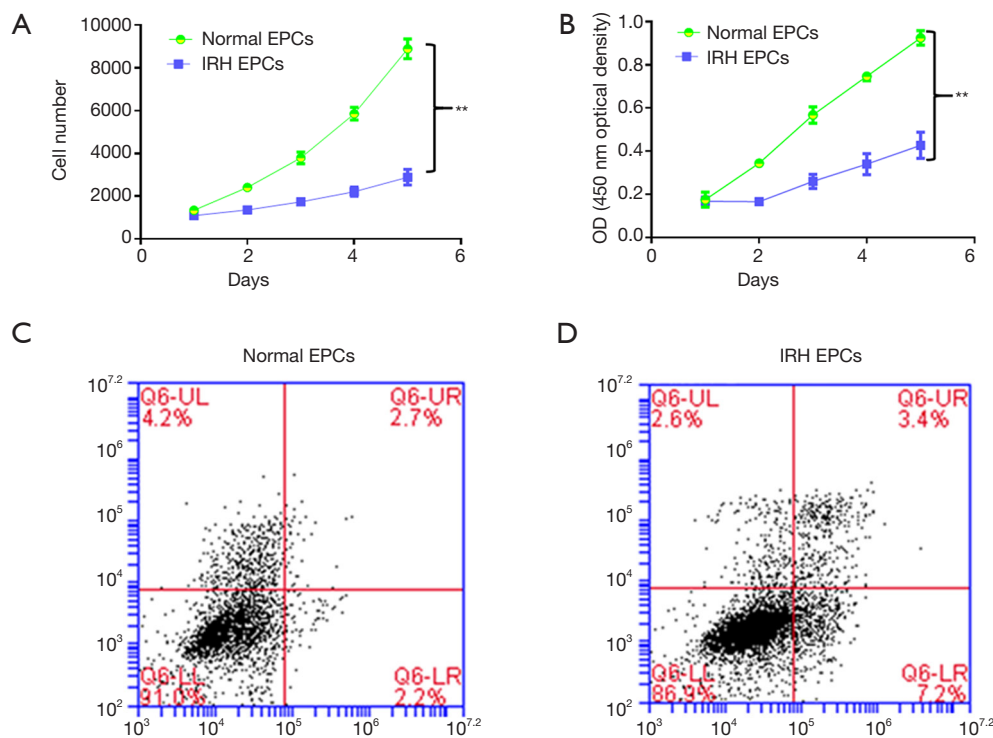 A
10000
8000
6000
4000
2000
0
Cell number
Normal EPCs
IRH EPCs
**
0 2 4 6
Days
B
1.0
0.8
0.6
0.4
0.2
0.0
OD (450 nm optical density)
Normal EPCs
IRH EPCs
**
0 2 4 6
Days
C
Normal EPCs
10^7.2
10^6
10^5
10^4
10^3
10^2
Q6-UL
4.2%
Q6-UR
2.7%
Q6-LL
91.0%
Q6-LR
2.2%
10^3 10^4 10^5 10^6 10^7.2
D
IRH EPCs
10^7.2
10^6
10^5
10^4
10^3
10^2
Q6-UL
2.6%
Q6-UR
3.4%
Q6-LL
86.9%
Q6-LR
7.2%
10^3 10^4 10^5 10^6 10^7.2